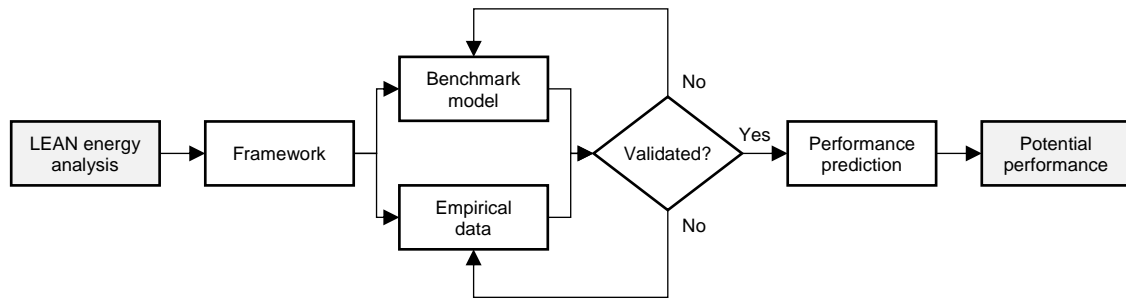 LEAN energy
analysis
Framework
Benchmark
model
Empirical
data
Validated?
No
No
Yes
Performance
prediction
Potential
performance